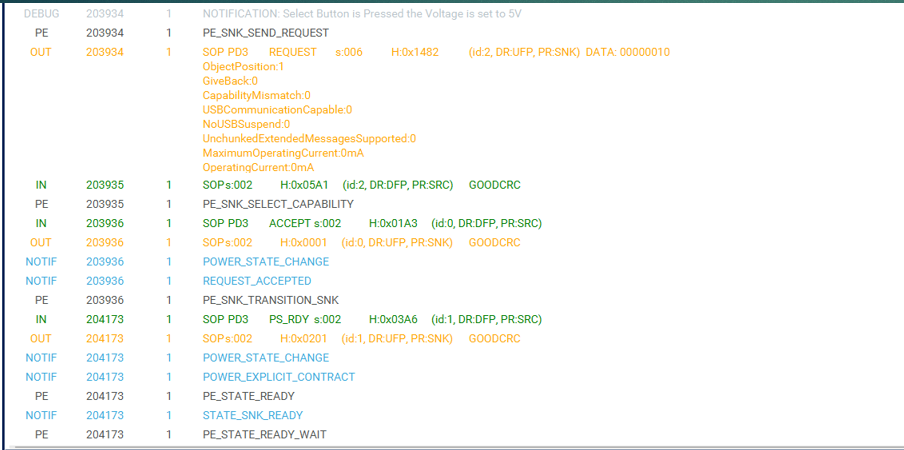 DEBUG 203934 1 NOTIFICATION: Select Button is Pressed the Voltage is set to 5V
PE 203934 1 PE_SNK_SEND_REQUEST
OUT 203934 1 SOP PD3 REQUEST s:006 H:0x1482 (id:2, DR:UFP, PR:SNK) DATA: 00000010
ObjectPosition:1
GiveBack:0
CapabilityMismatch:0
USBCommunicationCapable:0
NoUSBSuspend:0
UnchunkedExtendedMessagesSupported:0
MaximumOperatingCurrent:0mA
OperatingCurrent:0mA
IN 203935 1 SOPs:002 H:0x05A1 (id:2, DR:DFP, PR:SRC) GOODCRC
PE 203935 1 PE_SNK_SELECT_CAPABILITY
IN 203936 1 SOP PD3 ACCEPT s:002 H:0x01A3 (id:0, DR:DFP, PR:SRC)
OUT 203936 1 SOPs:002 H:0x0001 (id:0, DR:UFP, PR:SNK) GOODCRC
NOTIF 203936 1 POWER_STATE_CHANGE
NOTIF 203936 1 REQUEST_ACCEPTED
PE 203936 1 PE_SNK_TRANSITION_SNK
IN 204173 1 SOP PD3 PS_RDY s:002 H:0x03A6 (id:1, DR:DFP, PR:SRC)
OUT 204173 1 SOPs:002 H:0x0201 (id:1, DR:UFP, PR:SNK) GOODCRC
NOTIF 204173 1 POWER_STATE_CHANGE
NOTIF 204173 1 POWER_EXPLICIT_CONTRACT
PE 204173 1 PE_STATE_READY
NOTIF 204173 1 STATE_SNK_READY
PE 204173 1 PE_STATE_READY_WAIT